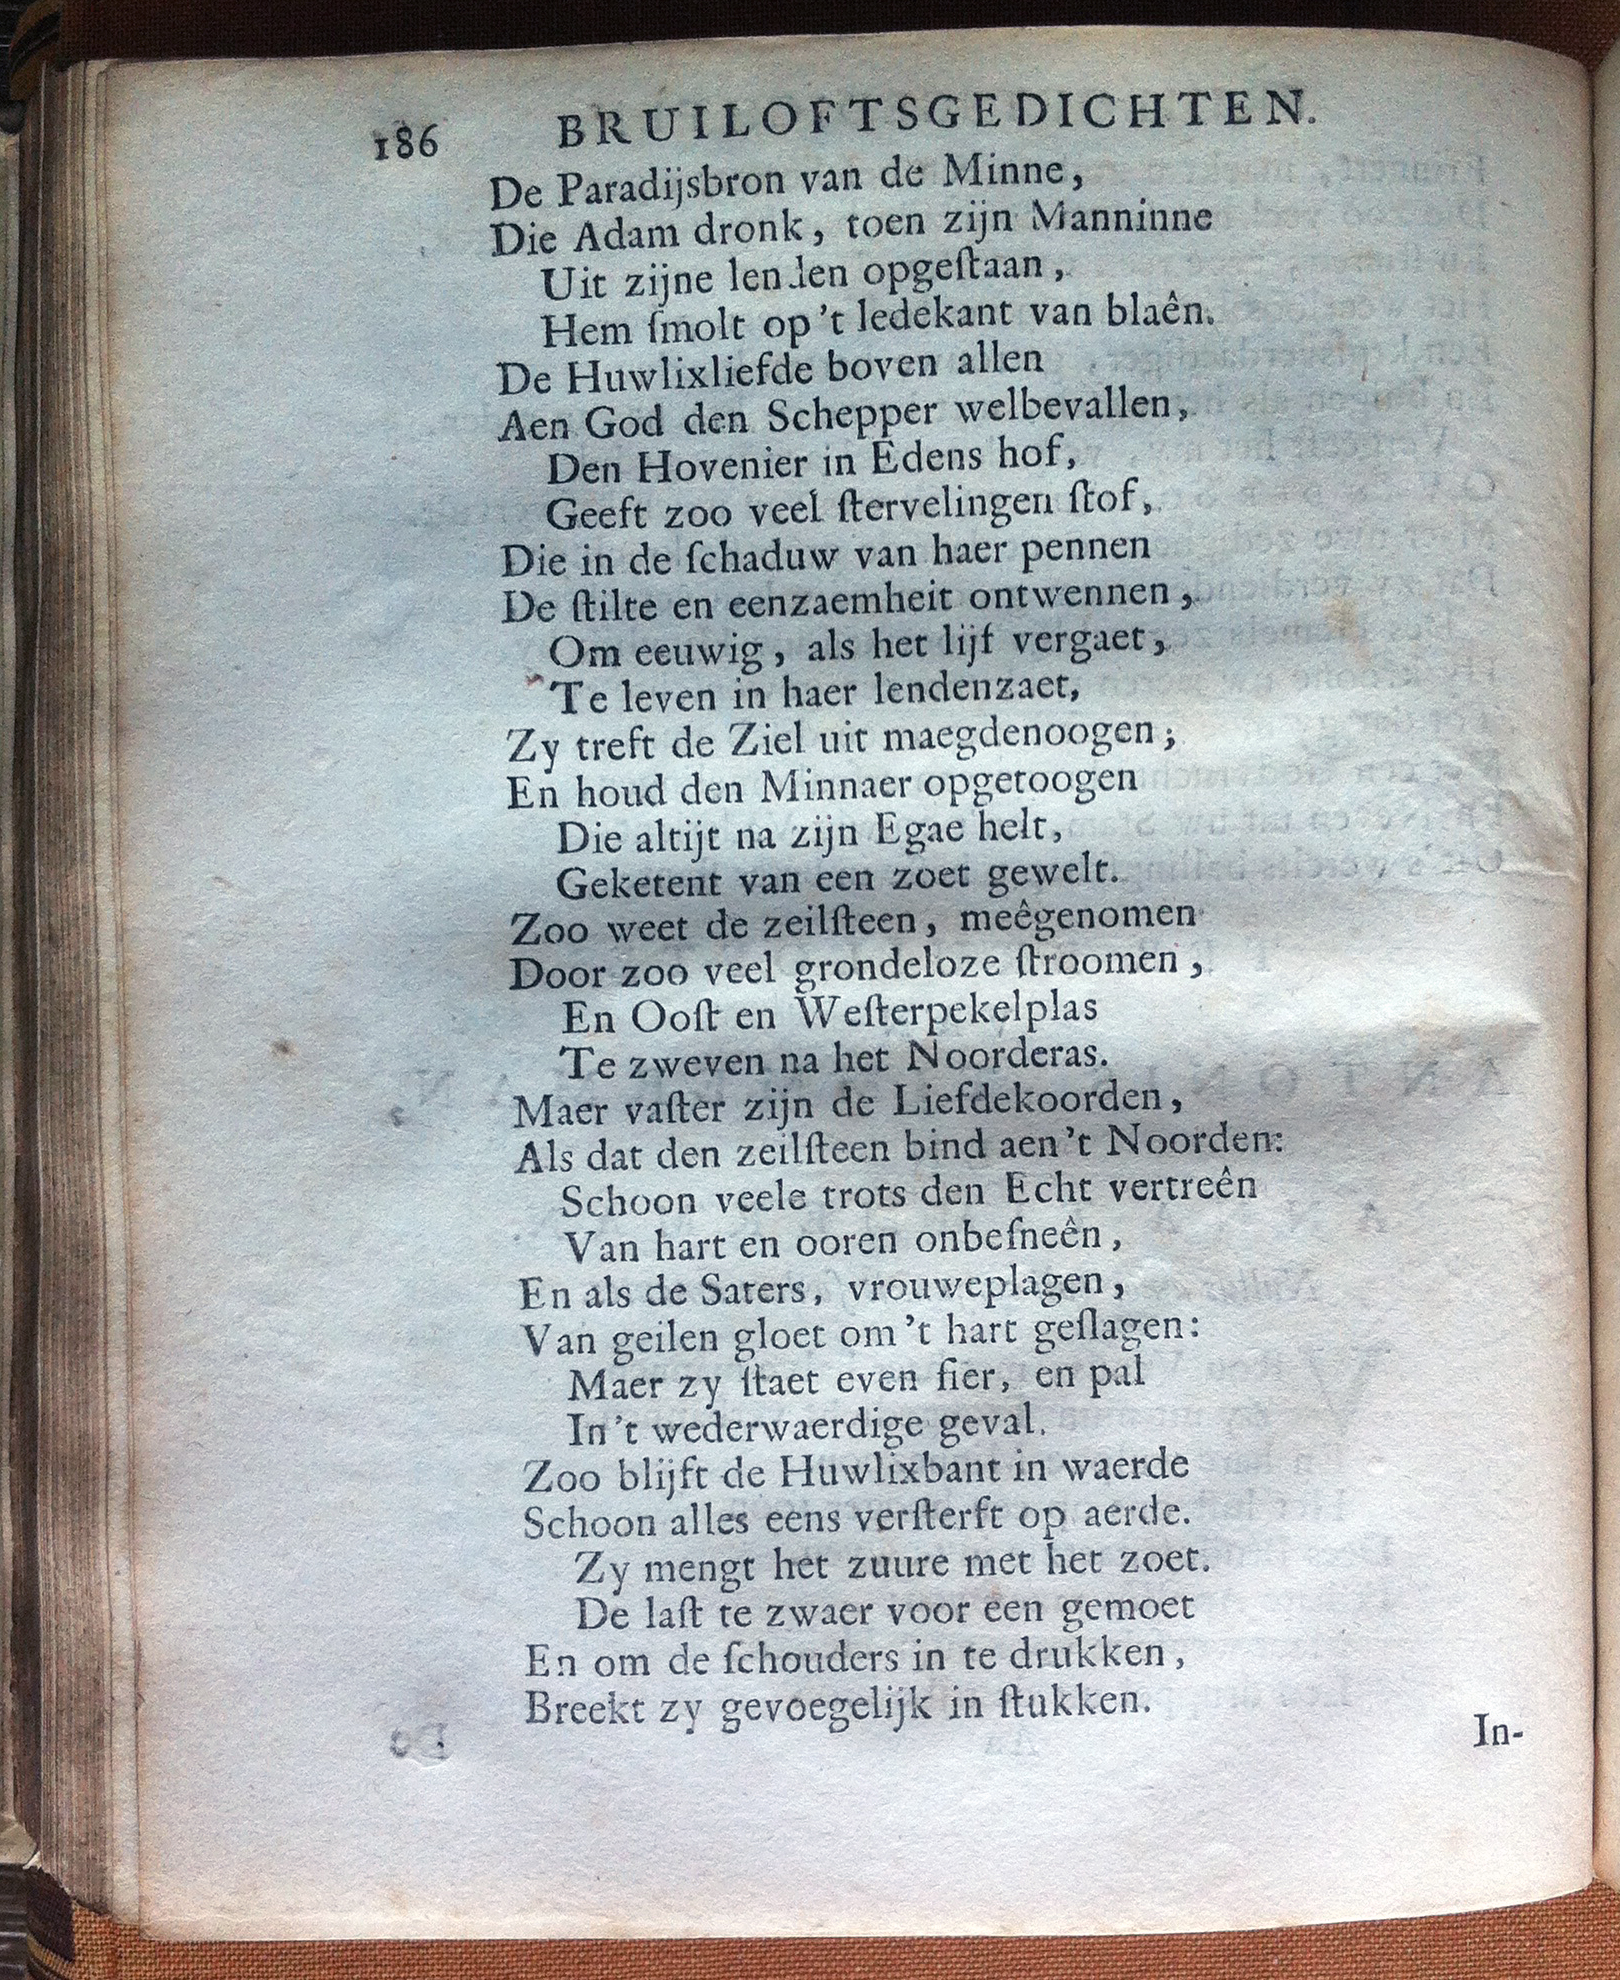 186 BRUILOFTSGEDICHTEN.
De Paradijsbron van de Minne,
Die Adam dronk, toen zijn Manninne
Uit zijne lenden opgeſtaan,
Hem ſmolt op 't ledekant van blaên.
De Huwlixliefde boven allen
Aen God den Schepper welbevallen,
Den Hovenier in Edens hof,
Geeft zoo veel ſtervelingen ſtof,
Die in de ſchaduw van haer pennen
De ſtilte en eenzaemheit ontwennen,
Om eeuwig, als het lijf vergaet,
Te leven in haer lendenzaet,
Zy treft de Ziel uit maegdenoogen;
En houd den Minnaer opgetoogen
Die altijt na zijn Egae helt,
Geketent van een zoet gewelt.
Zoo weet de zeilſteen, meêgenomen
Door zoo veel grondeloze ſtroomen,
En Ooſt en Weſterpekelplas
Te zweven na het Noorderas.
Maer vaſter zijn de Liefdekoorden,
Als dat den zeilſteen bind aen 't Noorden:
Schoon veele trots den Echt vertreên
Van hart en ooren onbeſneên,
En als de Saters, vrouweplagen,
Van geilen gloet om 't hart geſlagen:
Maer zy ſtaet even fier, en pal
In 't wederwaerdige geval.
Zoo blijft de Huwlixbant in waerde
Schoon alles eens verſterft op aerde.
Zy mengt het zuure met het zoet.
De laſt te zwaer voor een gemoet
En om de ſchouders in te drukken,
Breekt zy gevoegelijk in ſtukken.
In-